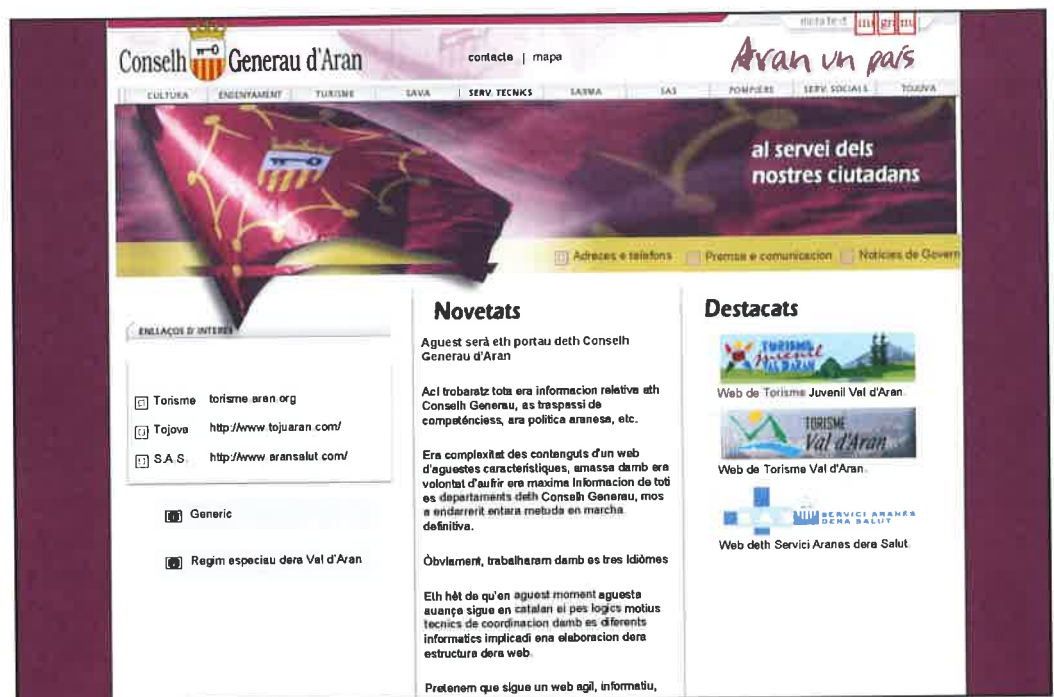 Conselh Generau d'Aran
contacte | mapa
Aran un país
CULTURA ENSENYAMENT TURISME SAVA SERV. TECNICS SARMA SAS POMPIÈRS SERV. SOCIALS TOJOVA
al servei dels
nostres ciutadans
Adreces e telefons Premsa e comunicacion Notícies de Govern
ENLLAÇOS D'INTERÈS
Torisme torisme.aran.org
Tojova http://www.tojuaran.com/
S.A.S. http://www.aransalut.com/
Generic
Regim especiau dera Val d'Aran
Novetats
Aguest serà eth portau deth Conselh
Generau d'Aran
Ací trobaratz tota era informacion relativa ath
Conselh Generau, as traspassi de
competénciess, ara politica aranesa, etc.
Era complexitat des contenguts d'un web
d'aguestes caracteristiques, amassa damb era
volontat d'aufrir era maxima Informacion de toti
es departaments deth Conselh Generau, mos
a endarrerit entara metuda en marcha
definitiva.
Òbviament, trabalharam damb es tres Idiòmes
Eth hèt de qu'en aguest moment aguesta
auança sigue en catalan ei pes logics motius
tecnics de coordinacion damb es diferents
informatics implicadi ena elaboracion dera
estructura dera web.
Pretenem que sigue un web agil, informatiu,
Destacats
TURISME
juvenil
VAL D'ARAN
Web de Torisme Juvenil Val d'Aran.
TORISME
Val d'Aran
Web de Torisme Val d'Aran.
SERVICI ARANÉS
DERA SALUT
Web deth Servici Aranes dera Salut.